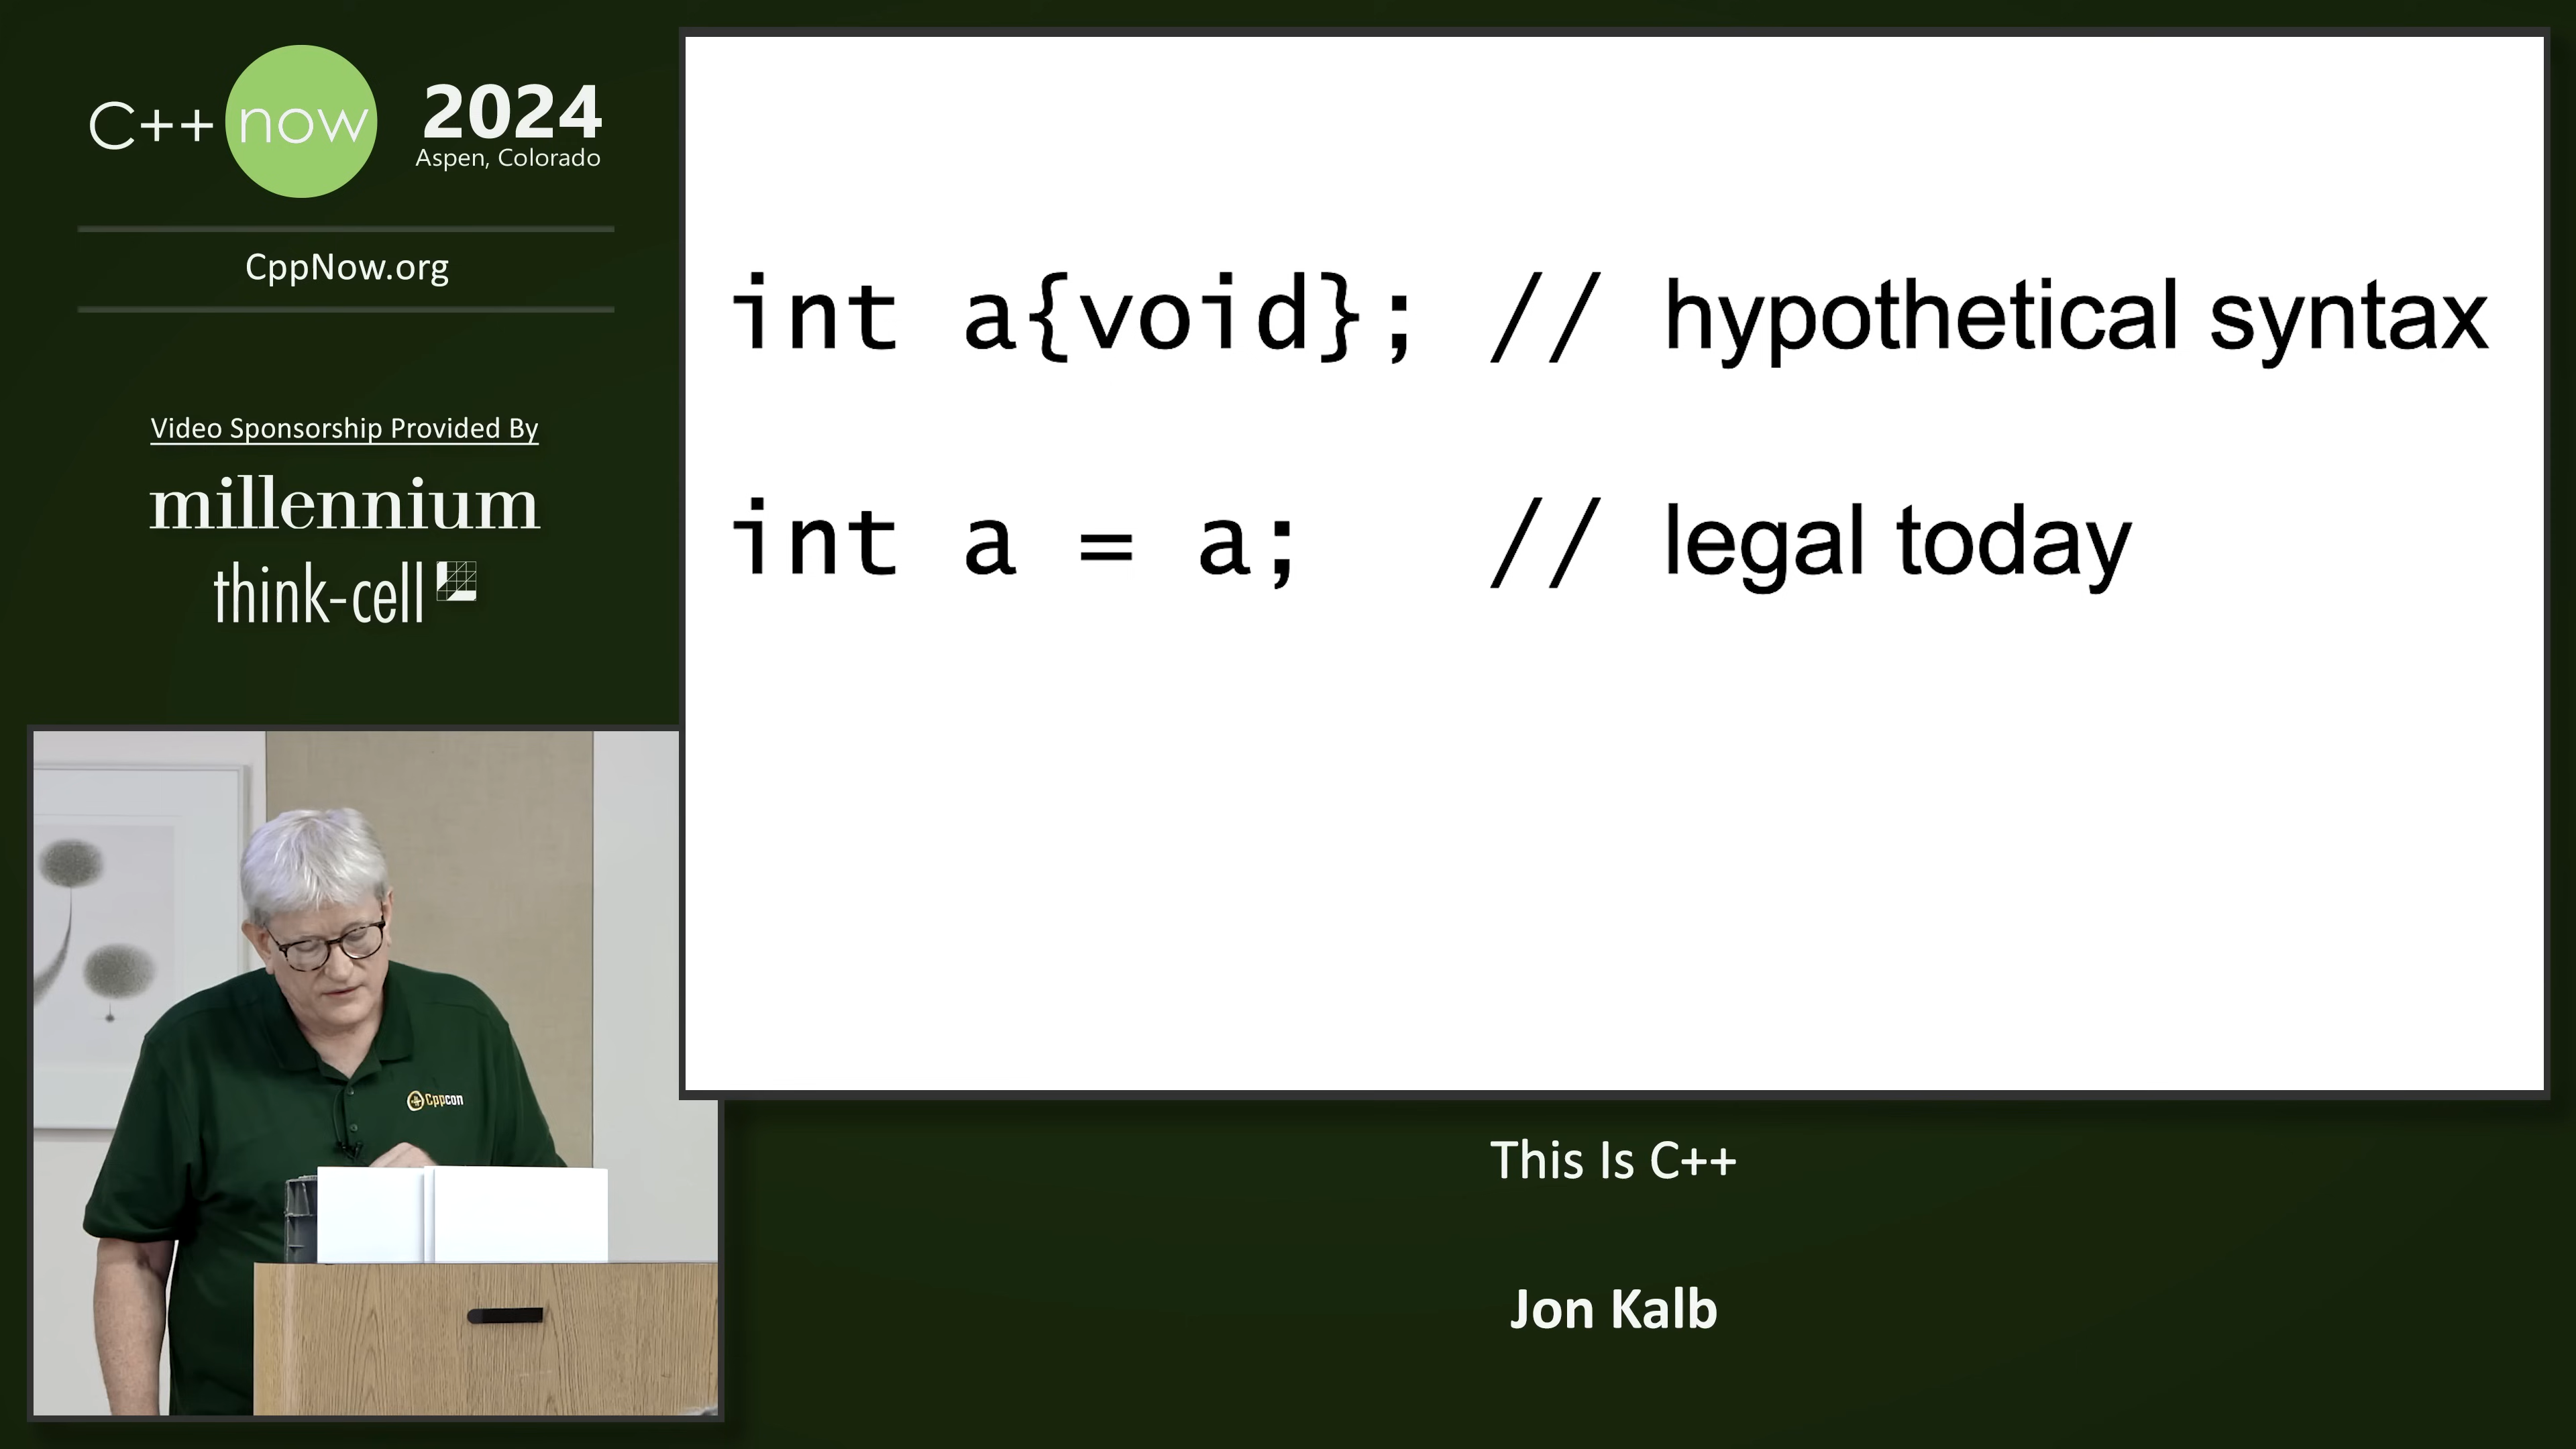 C++ now
2024
Aspen, Colorado
CppNow.org
Video Sponsorship Provided By
millennium
think-cell
int a{void}; // hypothetical syntax
int a = a; // legal today
Cppcon
This Is C++
Jon Kalb